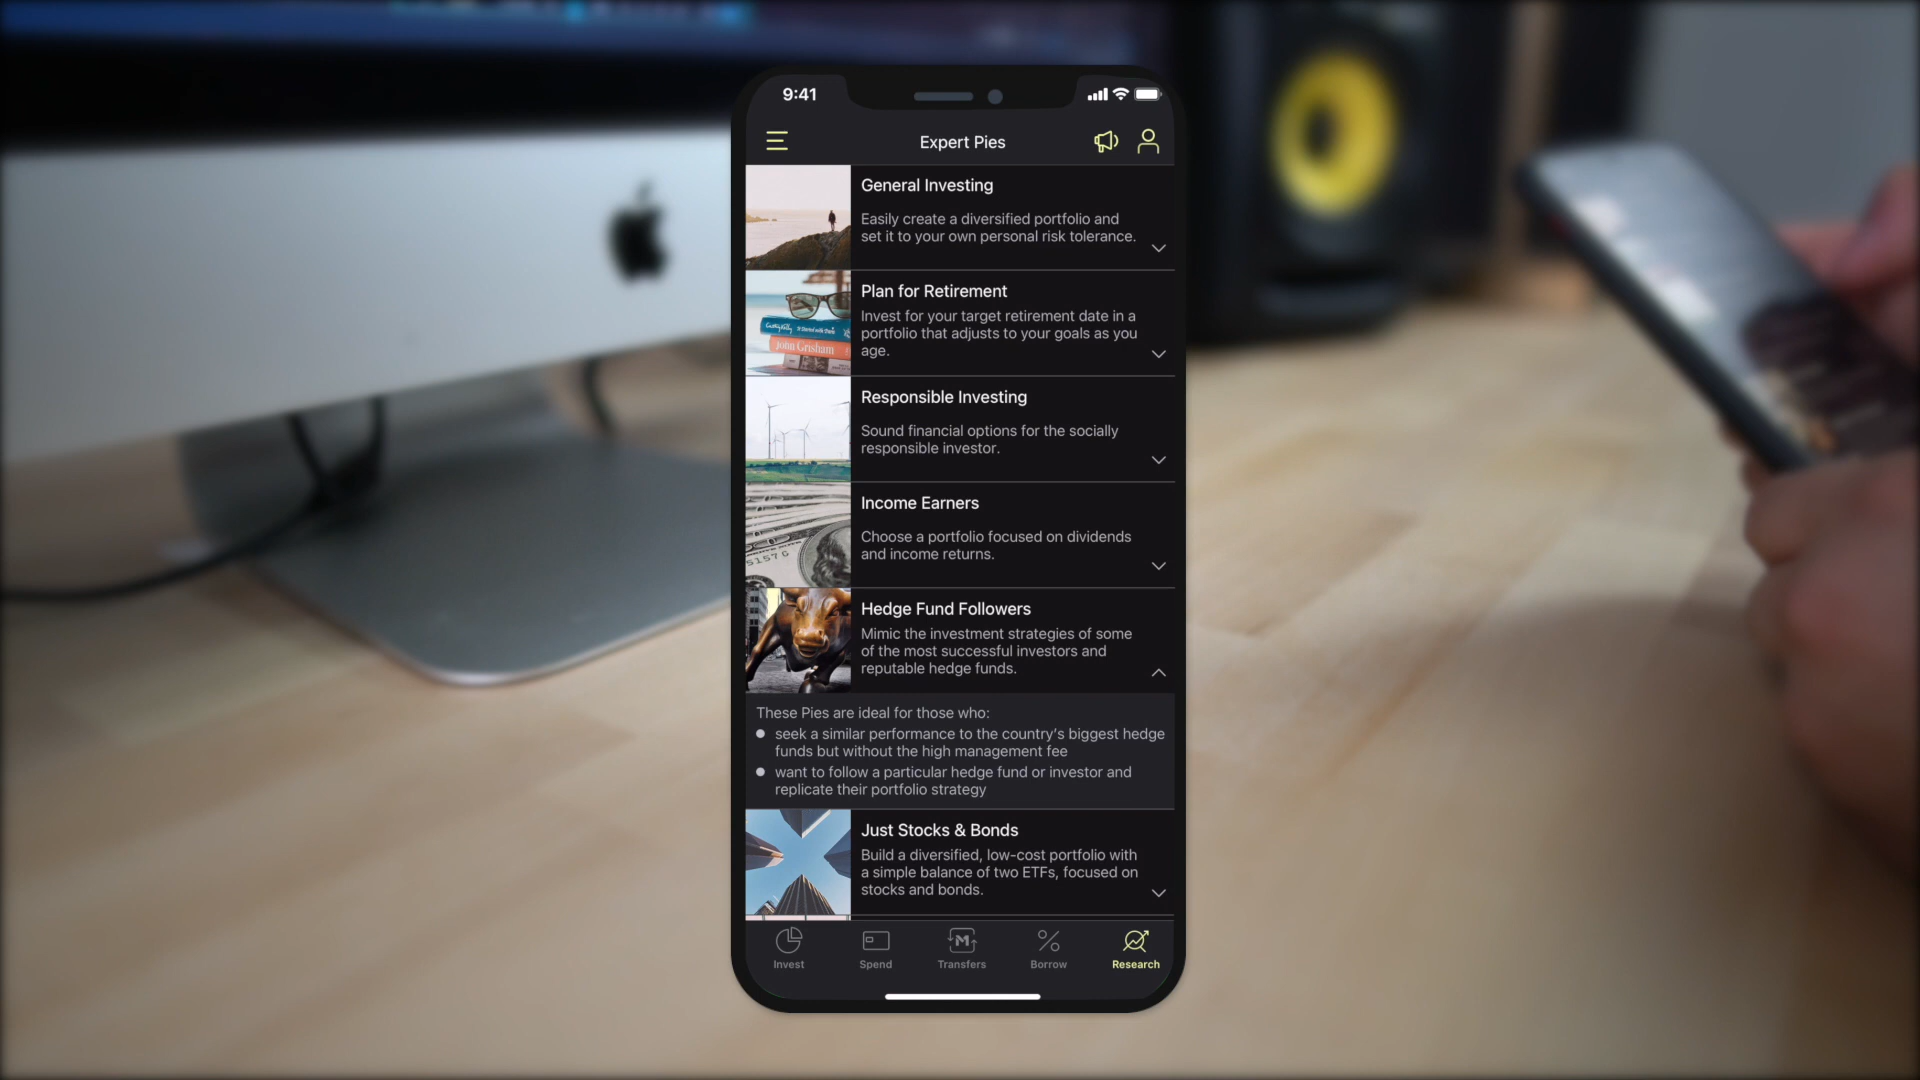 9:41
Expert Pies
General Investing
Easily create a diversified portfolio and
set it to your own personal risk tolerance.
Plan for Retirement
Invest for your target retirement date in a
portfolio that adjusts to your goals as you
age.
John Grisham
Responsible Investing
Sound financial options for the socially
responsible investor.
Income Earners
Choose a portfolio focused on dividends
and income returns.
Hedge Fund Followers
Mimic the investment strategies of some
of the most successful investors and
reputable hedge funds.
These Pies are ideal for those who:
seek a similar performance to the country's biggest hedge
funds but without the high management fee
want to follow a particular hedge fund or investor and
replicate their portfolio strategy
Just Stocks & Bonds
Build a diversified, low-cost portfolio with
a simple balance of two ETFs, focused on
stocks and bonds.
Invest
Spend
M
Transfers
Borrow
Research